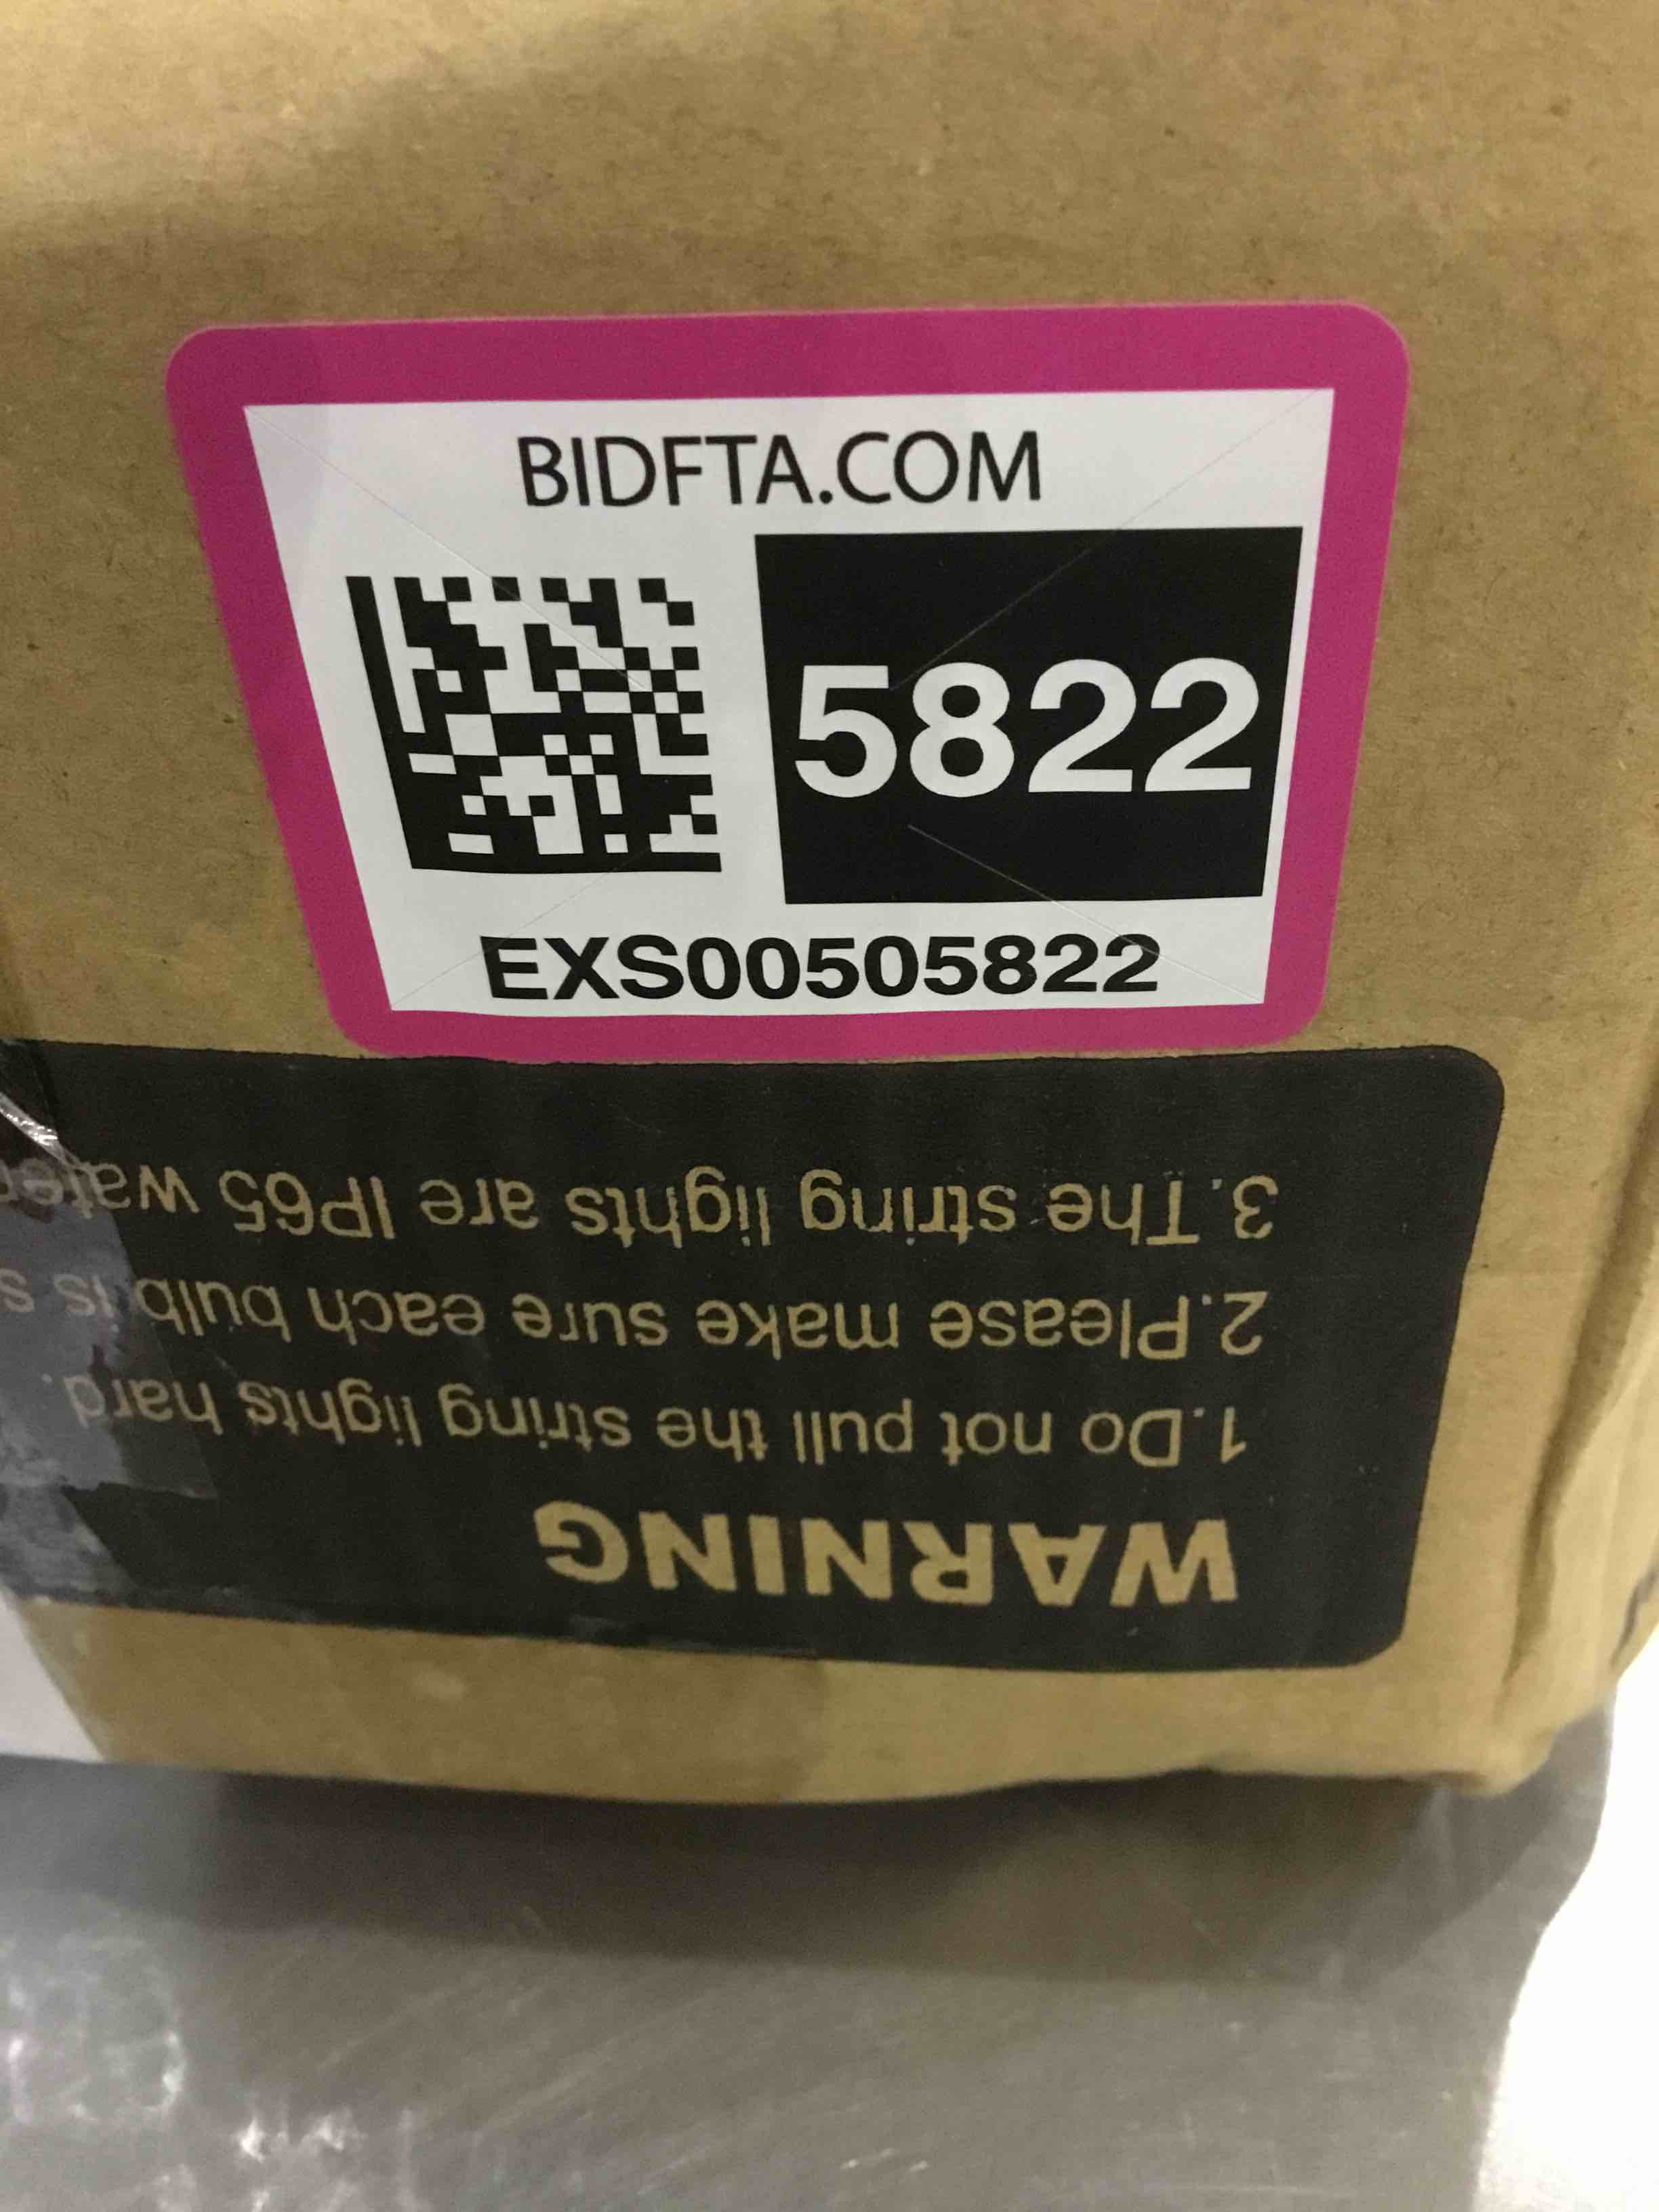 BIDFTA.COM
5822
EXS00505822
WARNING
1.Do not pull the string lights hard.
2.Please make sure each bulb is
3.The string lights are IP65